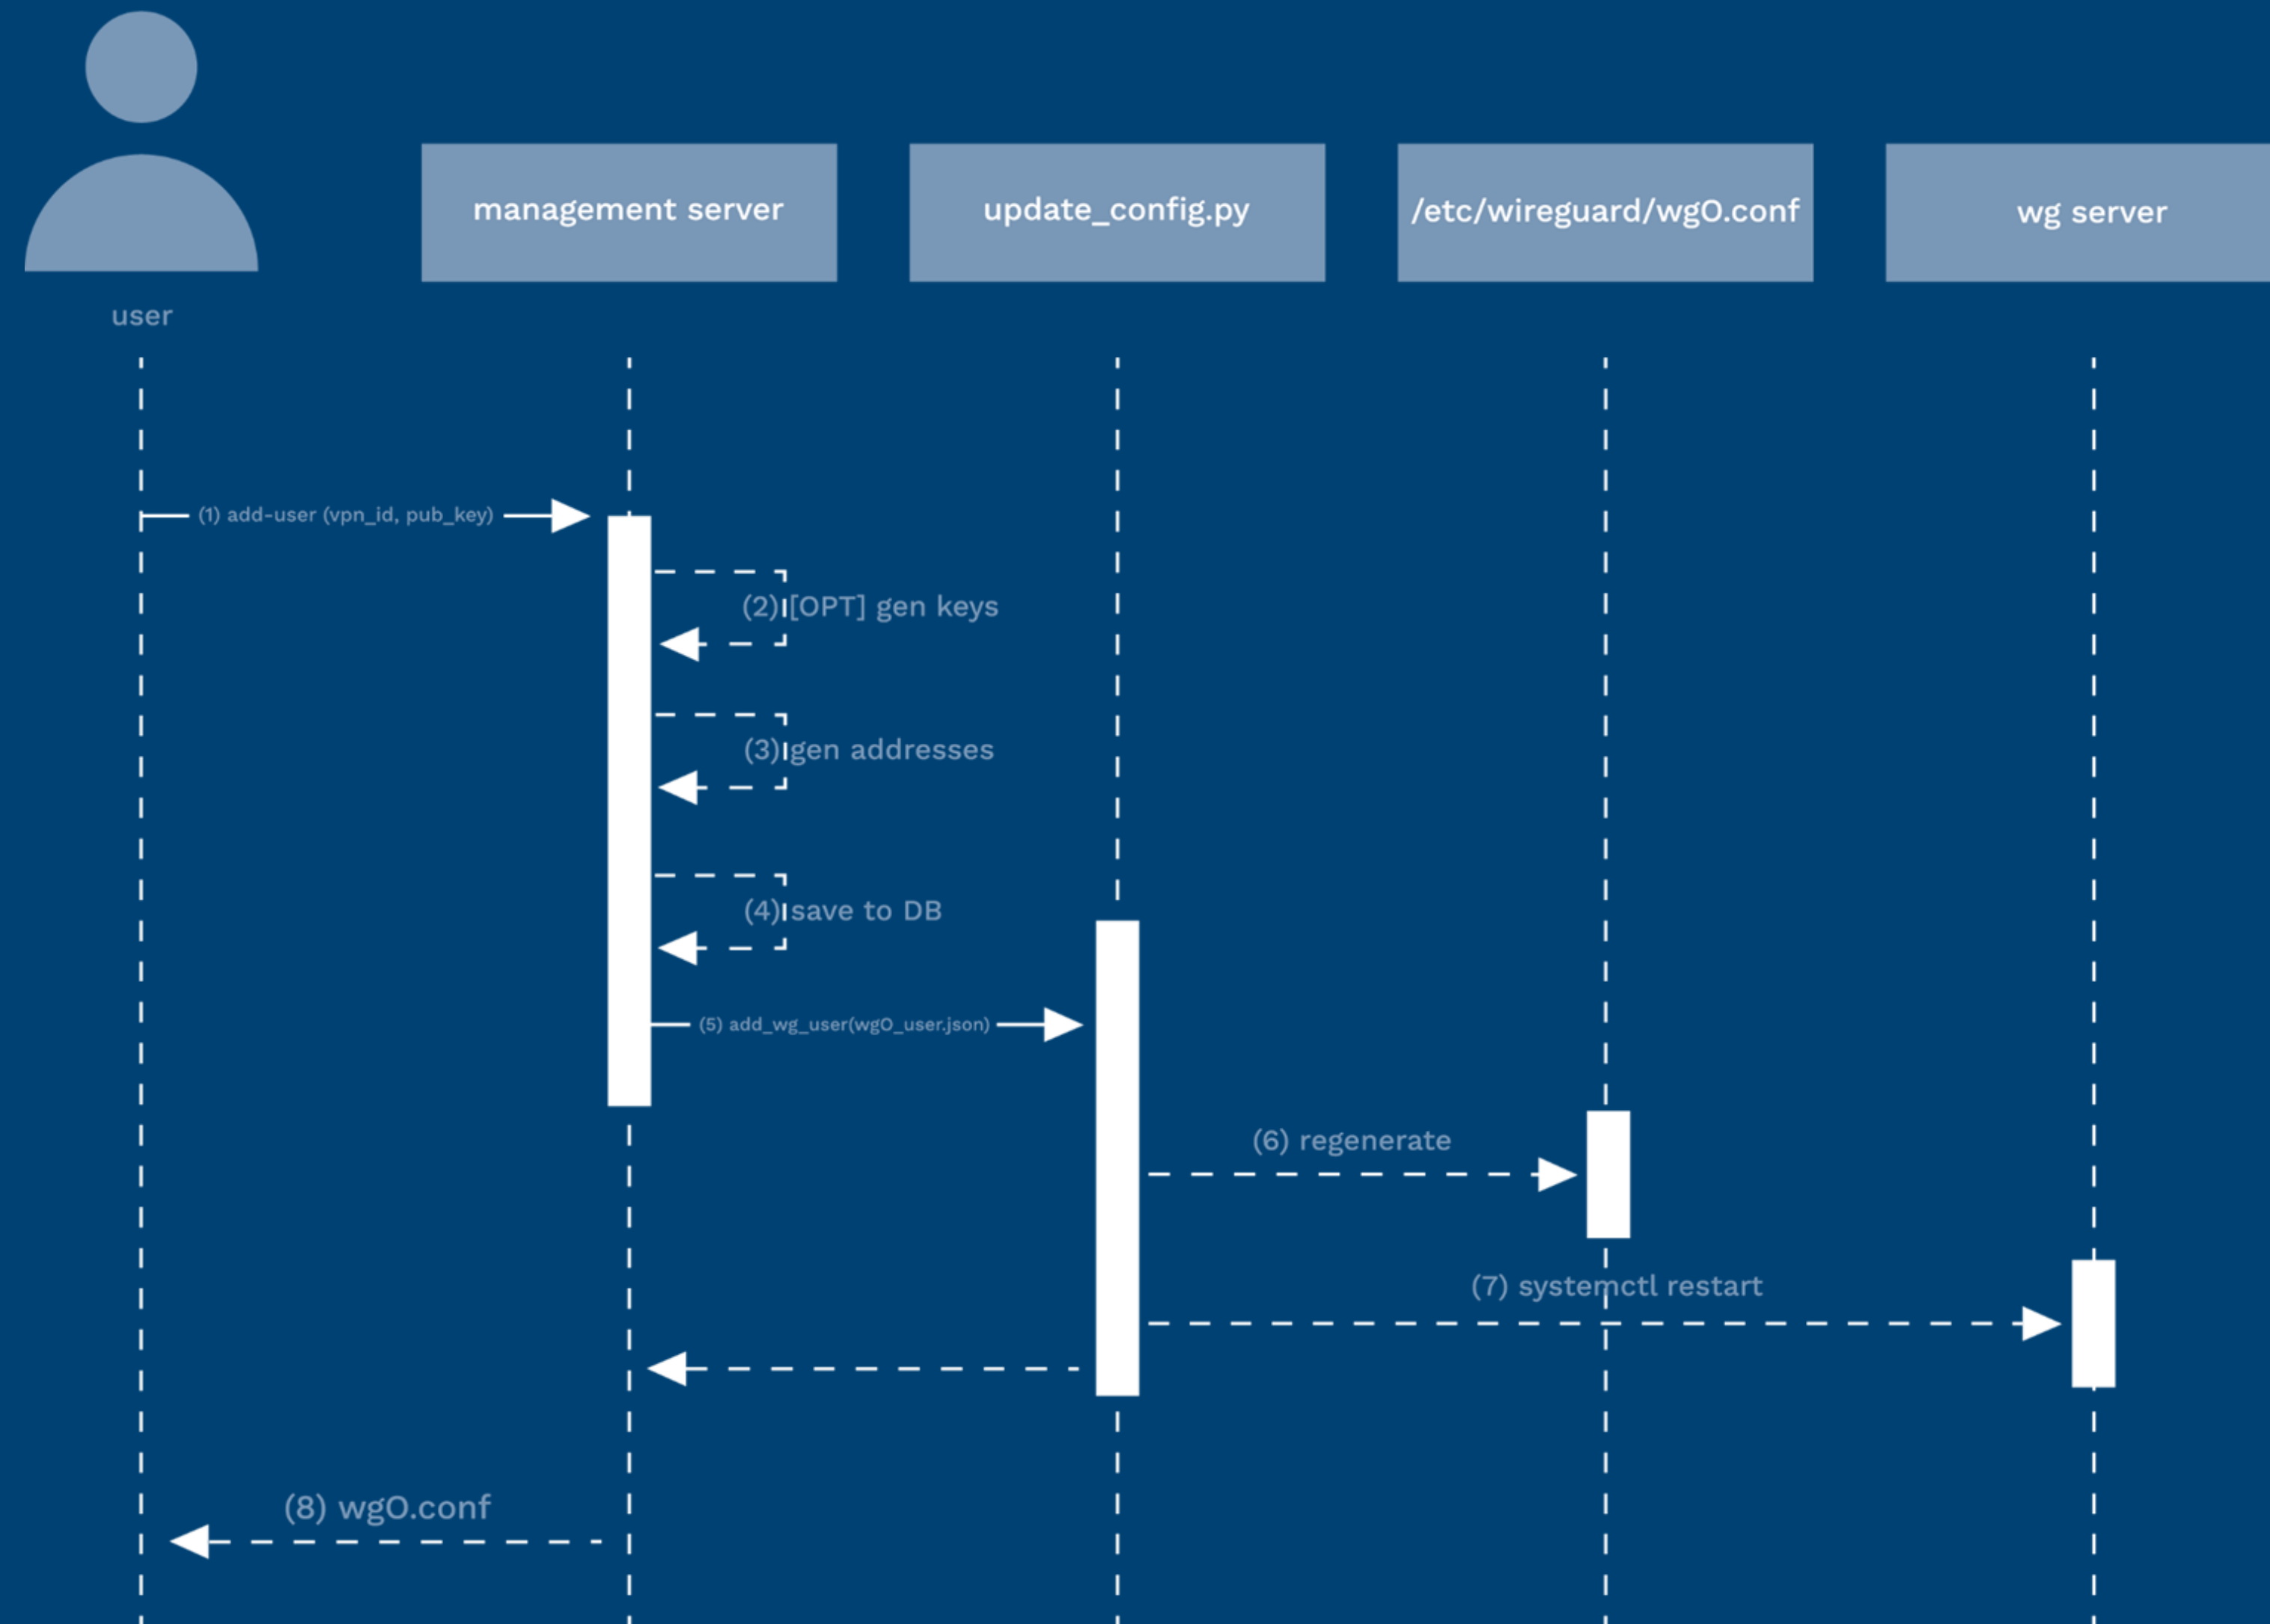 management server
update_config.py
/etc/wireguard/wg0.conf
wg server
user
(1) add-user (vpn_id, pub_key)
(2) [OPT] gen keys
(3) gen addresses
(4) save to DB
(5) add_wg_user(wg0_user.json)
(6) regenerate
(7) systemctl restart
(8) wg0.conf